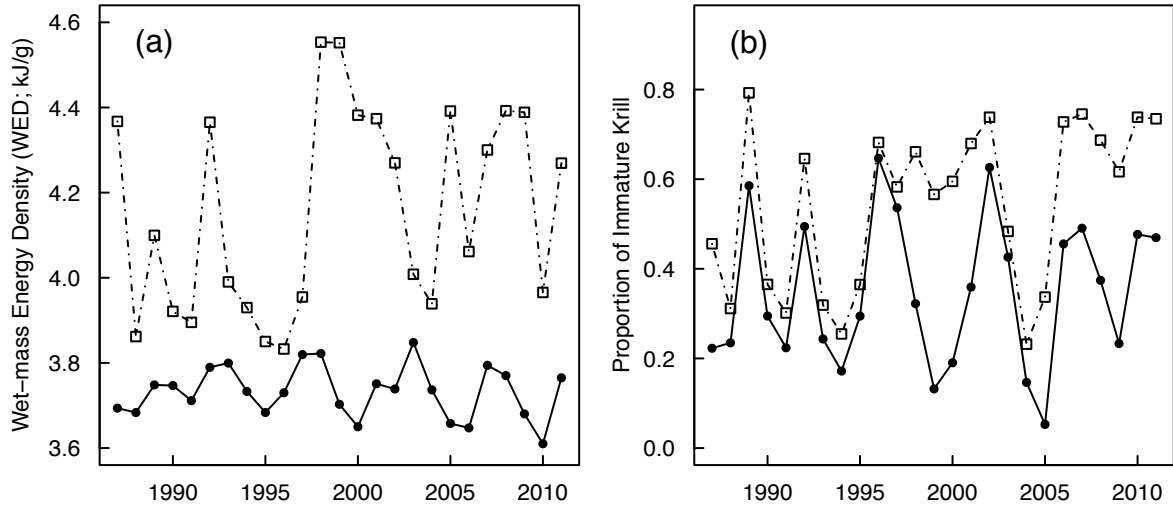 (a)
Wet−mass Energy Density (WED; kJ/g)
4.6
4.4
4.2
4.0
3.8
3.6
1990 1995 2000 2005 2010
(b)
Proportion of Immature Krill
0.8
0.6
0.4
0.2
0.0
1990 1995 2000 2005 2010